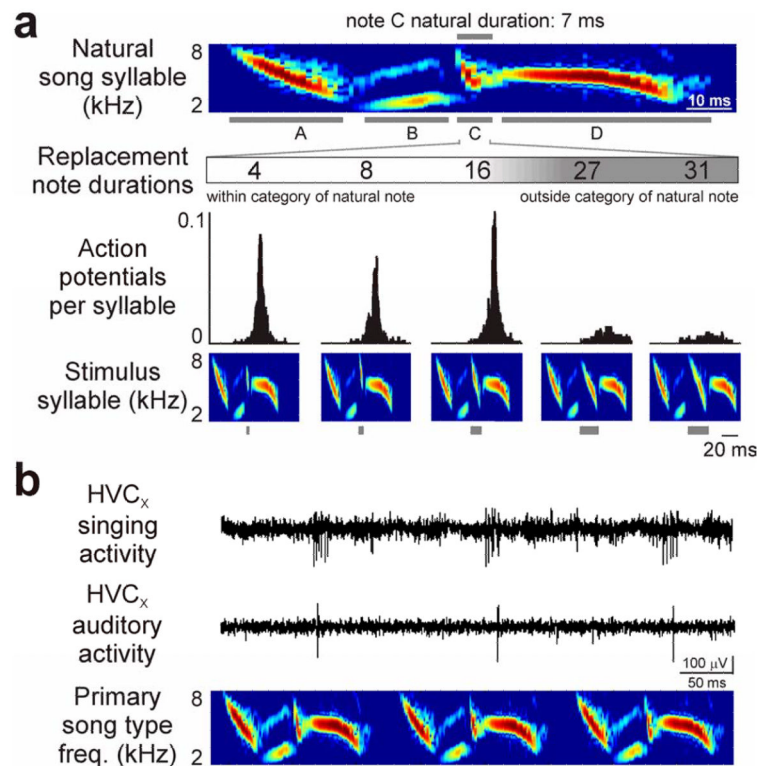 a
note C natural duration: 7 ms
Natural
song syllable
(kHz)
8
2
10 ms
A B C D
Replacement
note durations
4 8 16 27 31
within category of natural note
outside category of natural note
Action
potentials
per syllable
0.1
0
Stimulus
syllable (kHz)
8
2
20 ms
b
HVCX
singing
activity
HVCX
auditory
activity
100 μV
50 ms
Primary
song type
freq. (kHz)
8
2